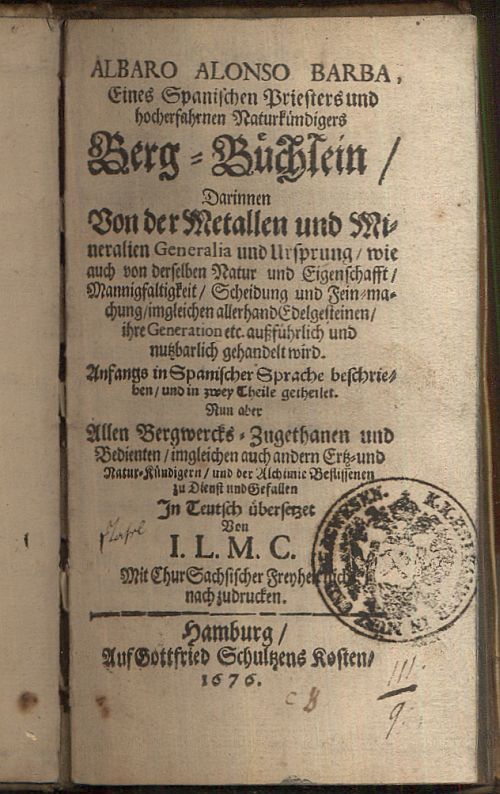 ALBARO ALONSO BARBA,
Eines Spanischen Priesters und
hocherfahrnen Naturkündigers
Berg-Büchlein /
Darinnen
Von der Metallen und Mi-
neralien Generalia und Ursprung / wie
auch von derselben Natur und Eigenschafft /
Mannigfaltigkeit / Scheidung und Fein-ma-
chung / imgleichen allerhand Edelgesteinen /
ihre Generation etc. außführlich und
nutzbarlich gehandelt wird.
Anfangs in Spanischer Sprache beschrie-
ben / und in zwey Theile getheilet.
Nun aber
Allen Bergwercks-Zugethanen und
Bedienten / imgleichen auch andern Ertz-und
Natur-Kündigern / und der Alchimie Beflissenen
zu Dienst und Gefallen
In Teutsch übersetzet
Von
I. L. M. C.
Mit Chur Sächsischer Freyheit nicht
nach zudrucken.
Hamburg /
Auf Gottfried Schultzens Kosten /
1676.
III.
9